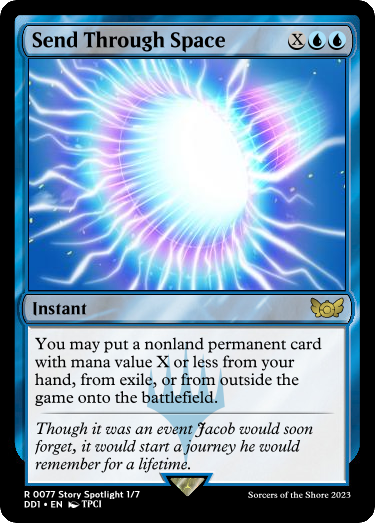 Send Through Space X
Instant
You may put a nonland permanent card
with mana value X or less from your
hand, from exile, or from outside the
game onto the battlefield.
Though it was an event Jacob would soon
forget, it would start a journey he would
remember for a lifetime.
R 0077 Story Spotlight 1/7 Sorcers of the Shore 2023
DD1 • EN TPCI